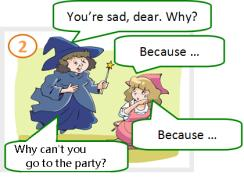 You're sad, dear. Why?
2
Because ...
Why can't you
go to the party?
Because ...